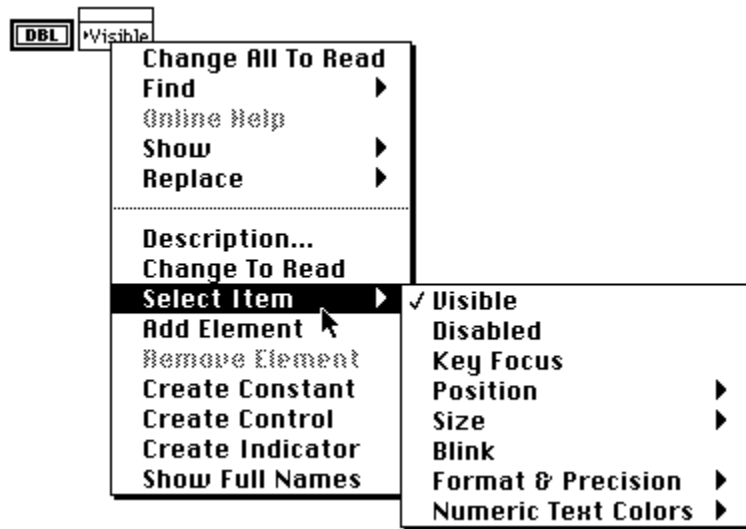 DBL
Visible
Change All To Read
Find
Online Help
Show
Replace
Description...
Change To Read
Select Item
Add Element
Remove Element
Create Constant
Create Control
Create Indicator
Show Full Names
✓ Visible
Disabled
Key Focus
Position
Size
Blink
Format & Precision
Numeric Text Colors